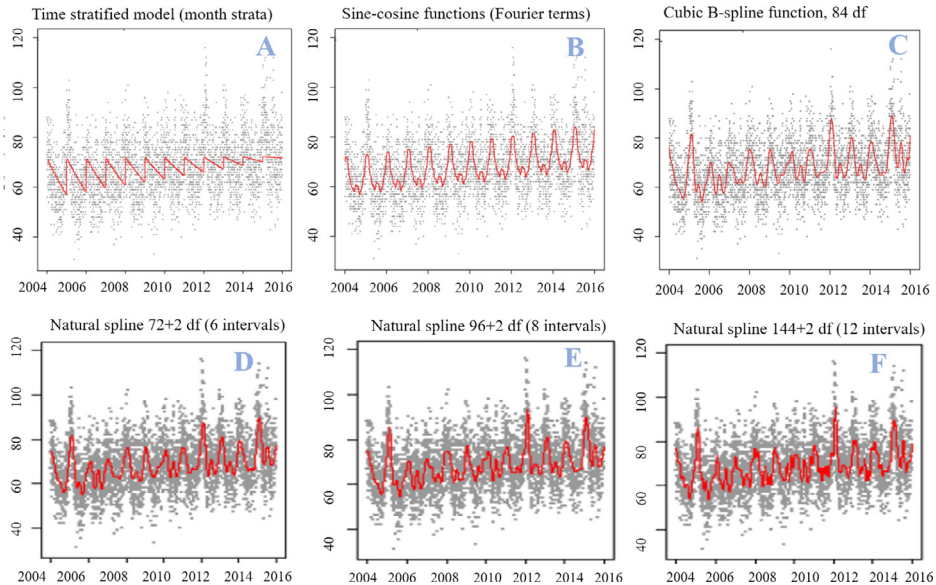 Time stratified model (month strata)
Sine-cosine functions (Fourier terms)
Cubic B-spline function, 84 df
A
B
C
120
100
80
60
40
120
100
80
60
40
120
100
80
60
40
2004 2006 2008 2010 2012 2014 2016
2004 2006 2008 2010 2012 2014 2016
2004 2006 2008 2010 2012 2014 2016
Natural spline 72+2 df (6 intervals)
Natural spline 96+2 df (8 intervals)
Natural spline 144+2 df (12 intervals)
D
E
F
120
100
80
60
40
120
100
80
60
40
120
100
80
60
40
2004 2006 2008 2010 2012 2014 2016
2004 2006 2008 2010 2012 2014 2016
2004 2006 2008 2010 2012 2014 2016